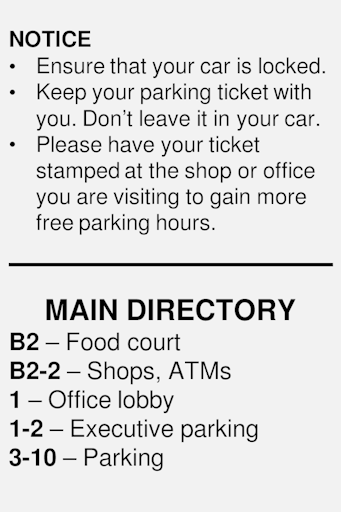 NOTICE
• Ensure that your car is locked.
• Keep your parking ticket with
you. Don’t leave it in your car.
• Please have your ticket
stamped at the shop or office
you are visiting to gain more
free parking hours.
MAIN DIRECTORY
B2 – Food court
B2-2 – Shops, ATMs
1 – Office lobby
1-2 – Executive parking
3-10 – Parking